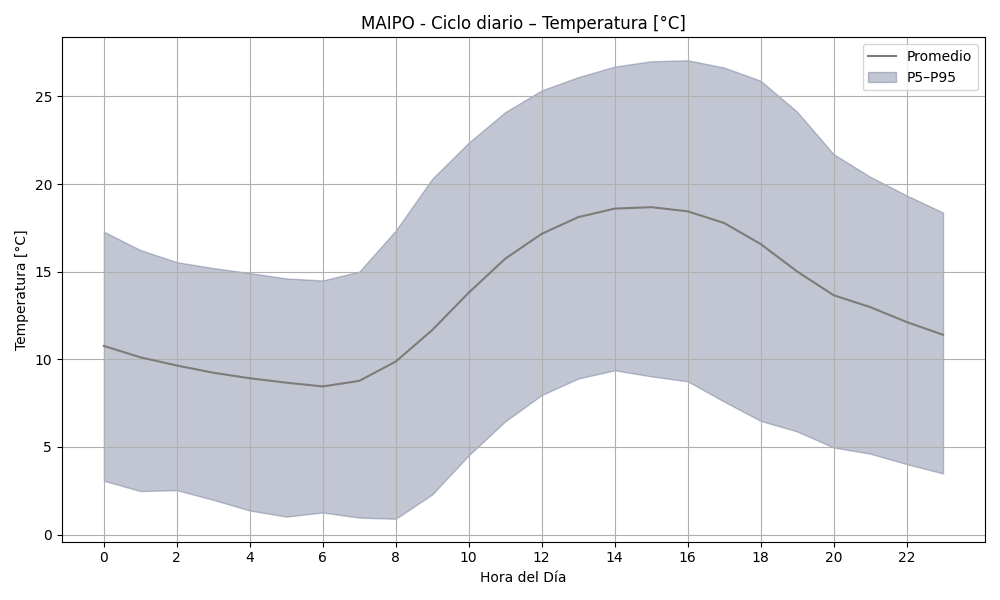 MAIPO - Ciclo diario – Temperatura [°C]
Promedio
P5–P95
Temperatura [°C]
25
20
15
10
5
0
0 2 4 6 8 10 12 14 16 18 20 22
Hora del Día